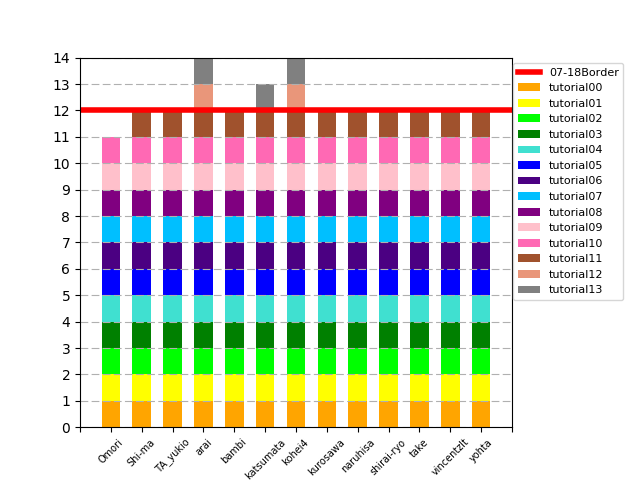 14
13
12
11
10
9
8
7
6
5
4
3
2
1
0
Omori
Shi-ma
TA_yukio
arai
bambi
katsumata
kohei4
kurosawa
naruhisa
shirai-ryo
take
vincentzlt
yohta
07-18Border
tutorial00
tutorial01
tutorial02
tutorial03
tutorial04
tutorial05
tutorial06
tutorial07
tutorial08
tutorial09
tutorial10
tutorial11
tutorial12
tutorial13